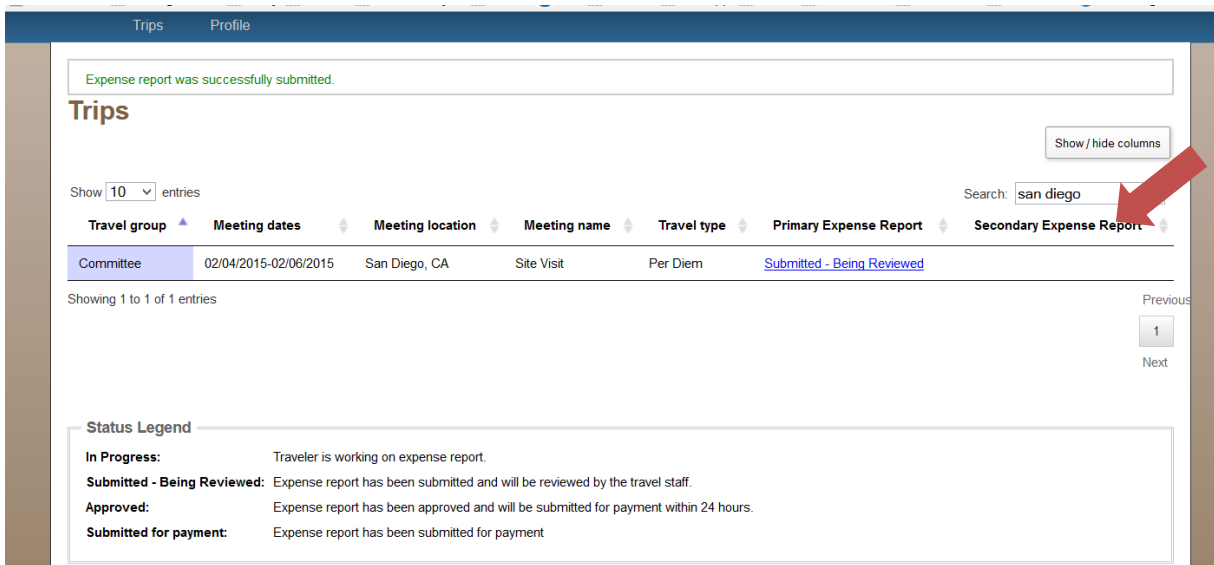 Trips Profile
Expense report was successfully submitted.
Trips
Show / hide columns
Show 10 entries Search: san diego
Travel group Meeting dates Meeting location Meeting name Travel type Primary Expense Report Secondary Expense Report
Committee 02/04/2015-02/06/2015 San Diego, CA Site Visit Per Diem Submitted - Being Reviewed
Showing 1 to 1 of 1 entries Previous
1
Next
Status Legend
In Progress: Traveler is working on expense report.
Submitted - Being Reviewed: Expense report has been submitted and will be reviewed by the travel staff.
Approved: Expense report has been approved and will be submitted for payment within 24 hours.
Submitted for payment: Expense report has been submitted for payment